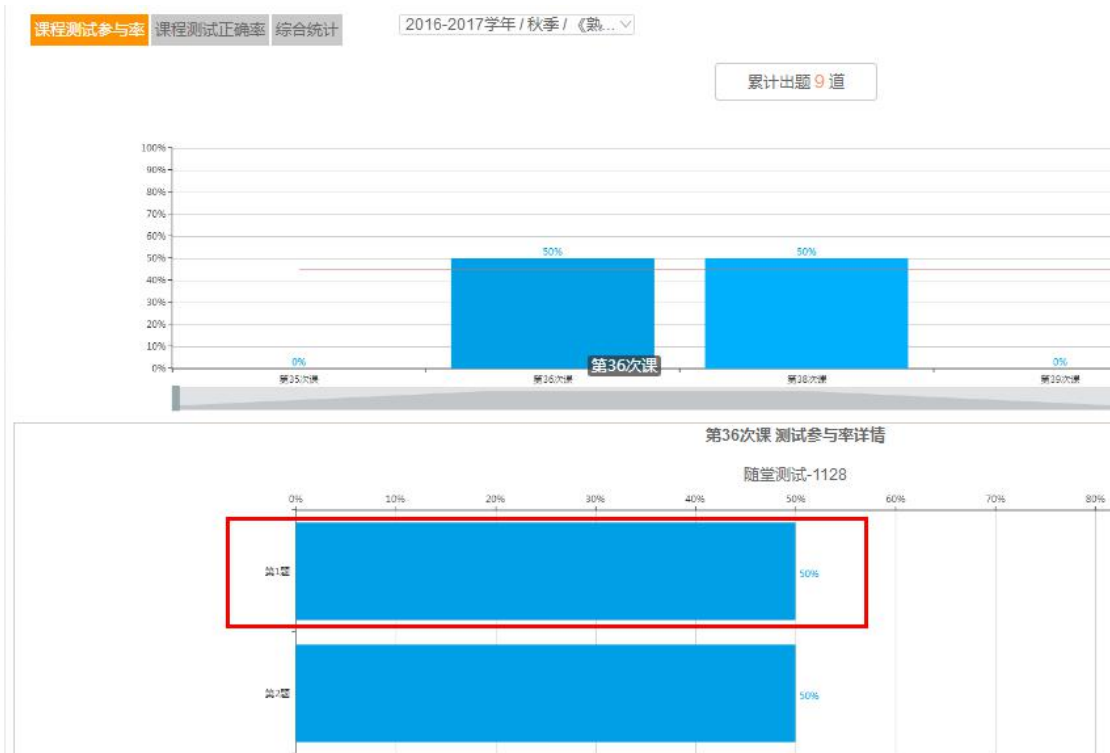 课程测试参与率 课程测试正确率 综合统计 2016-2017学年 / 秋季 / 《熟...
累计出题 9 道
100%
90%
80%
70%
60%
50%
40%
30%
20%
10%
0%
0% 50% 50% 0%
第35次课 第36次课 第38次课 第39次课
第36次课
第36次课 测试参与率详情
随堂测试-1128
0% 10% 20% 30% 40% 50% 60% 70% 80%
第1题 50%
第2题 50%